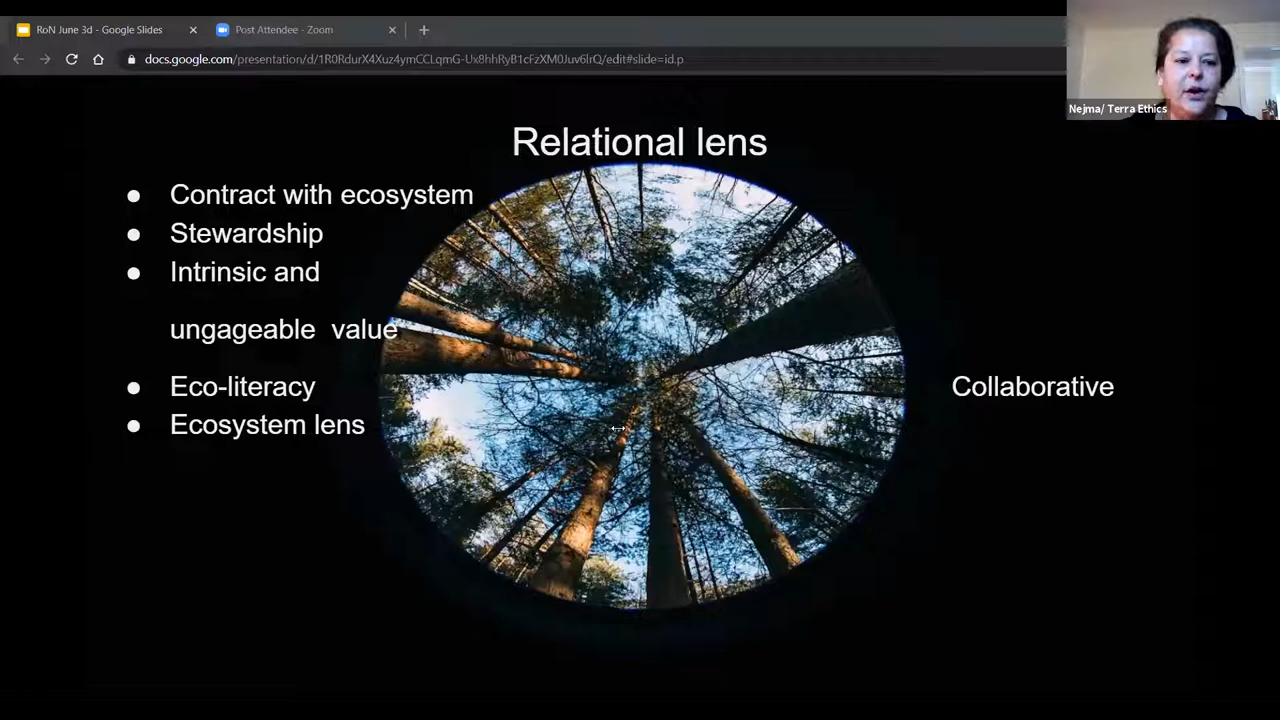 RoN June 3d - Google Slides
Post Attendee - Zoom
docs.google.com/presentation/d/1R0RdurX4Xuz4ymCCLqmG-Ux8hhRyB1cFzXM0Juv6lrQ/edit#slide=id.p
Nejma/ Terra Ethics
Relational lens
● Contract with ecosystem
● Stewardship
● Intrinsic and
ungageable value
● Eco-literacy
● Ecosystem lens
Collaborative